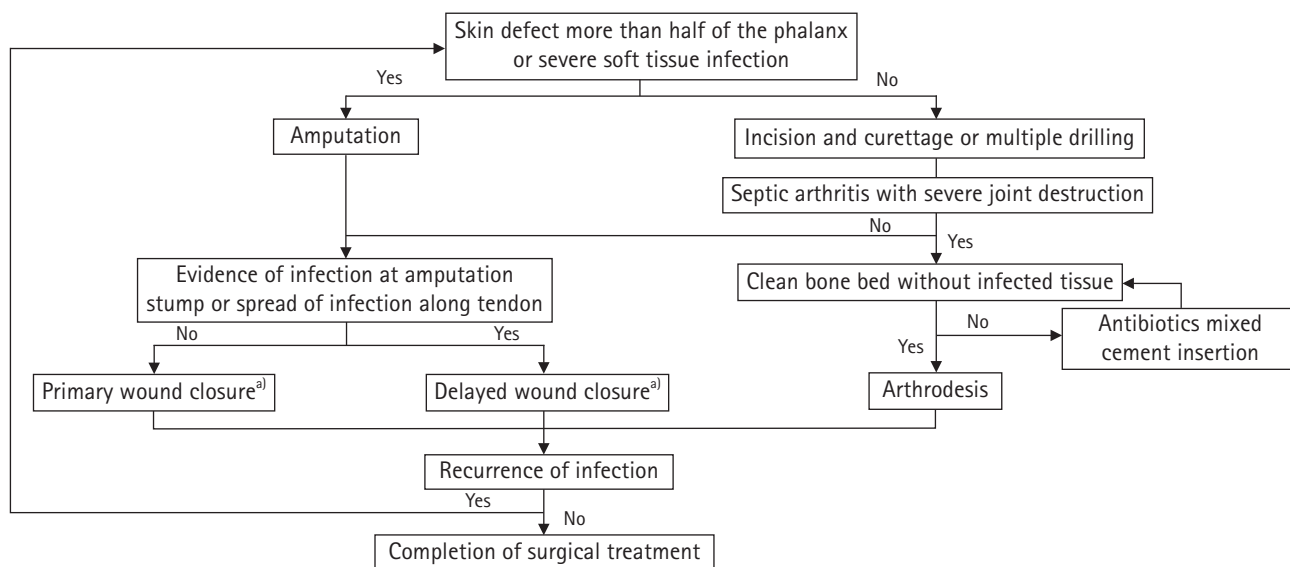 Skin defect more than half of the phalanx
or severe soft tissue infection
Yes
No
Amputation
Incision and curettage or multiple drilling
Septic arthritis with severe joint destruction
No
Yes
Evidence of infection at amputation
stump or spread of infection along tendon
Clean bone bed without infected tissue
No
Yes
No
Yes
Antibiotics mixed
cement insertion
Primary wound closure^a)
Delayed wound closure^a)
Arthrodesis
Recurrence of infection
Yes
No
Completion of surgical treatment